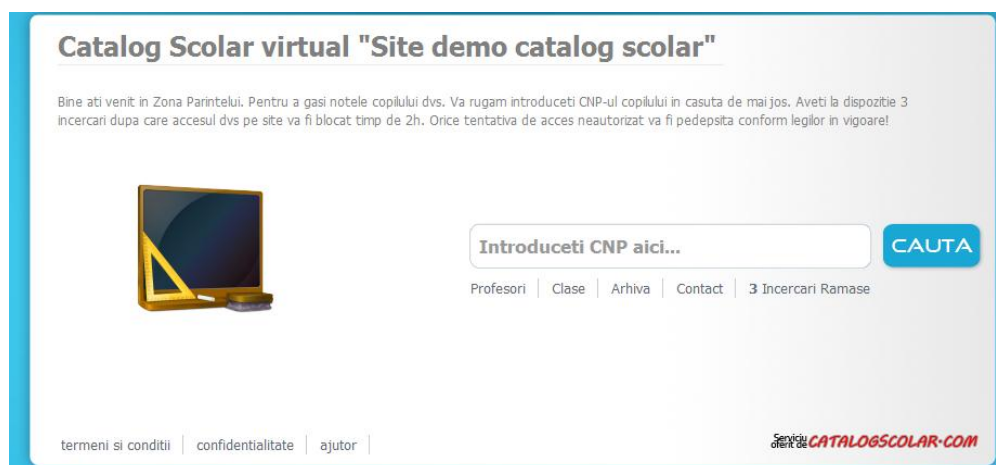 Catalog Scolar virtual "Site demo catalog scolar"
Bine ati venit in Zona Parintelui. Pentru a gasi notele copilului dvs. Va rugam introduceti CNP-ul copilului in casuta de mai jos. Aveti la dispozitie 3
incercari dupa care accesul dvs pe site va fi blocat timp de 2h. Orice tentativa de acces neautorizat va fi pedepsita conform legilor in vigoare!
Introduceti CNP aici...
CAUTA
Profesori Clase Arhiva Contact 3 Incercari Ramase
termeni si conditii confidentialitate ajutor
Serviciu
oferit de CATALOGSCOLAR.COM